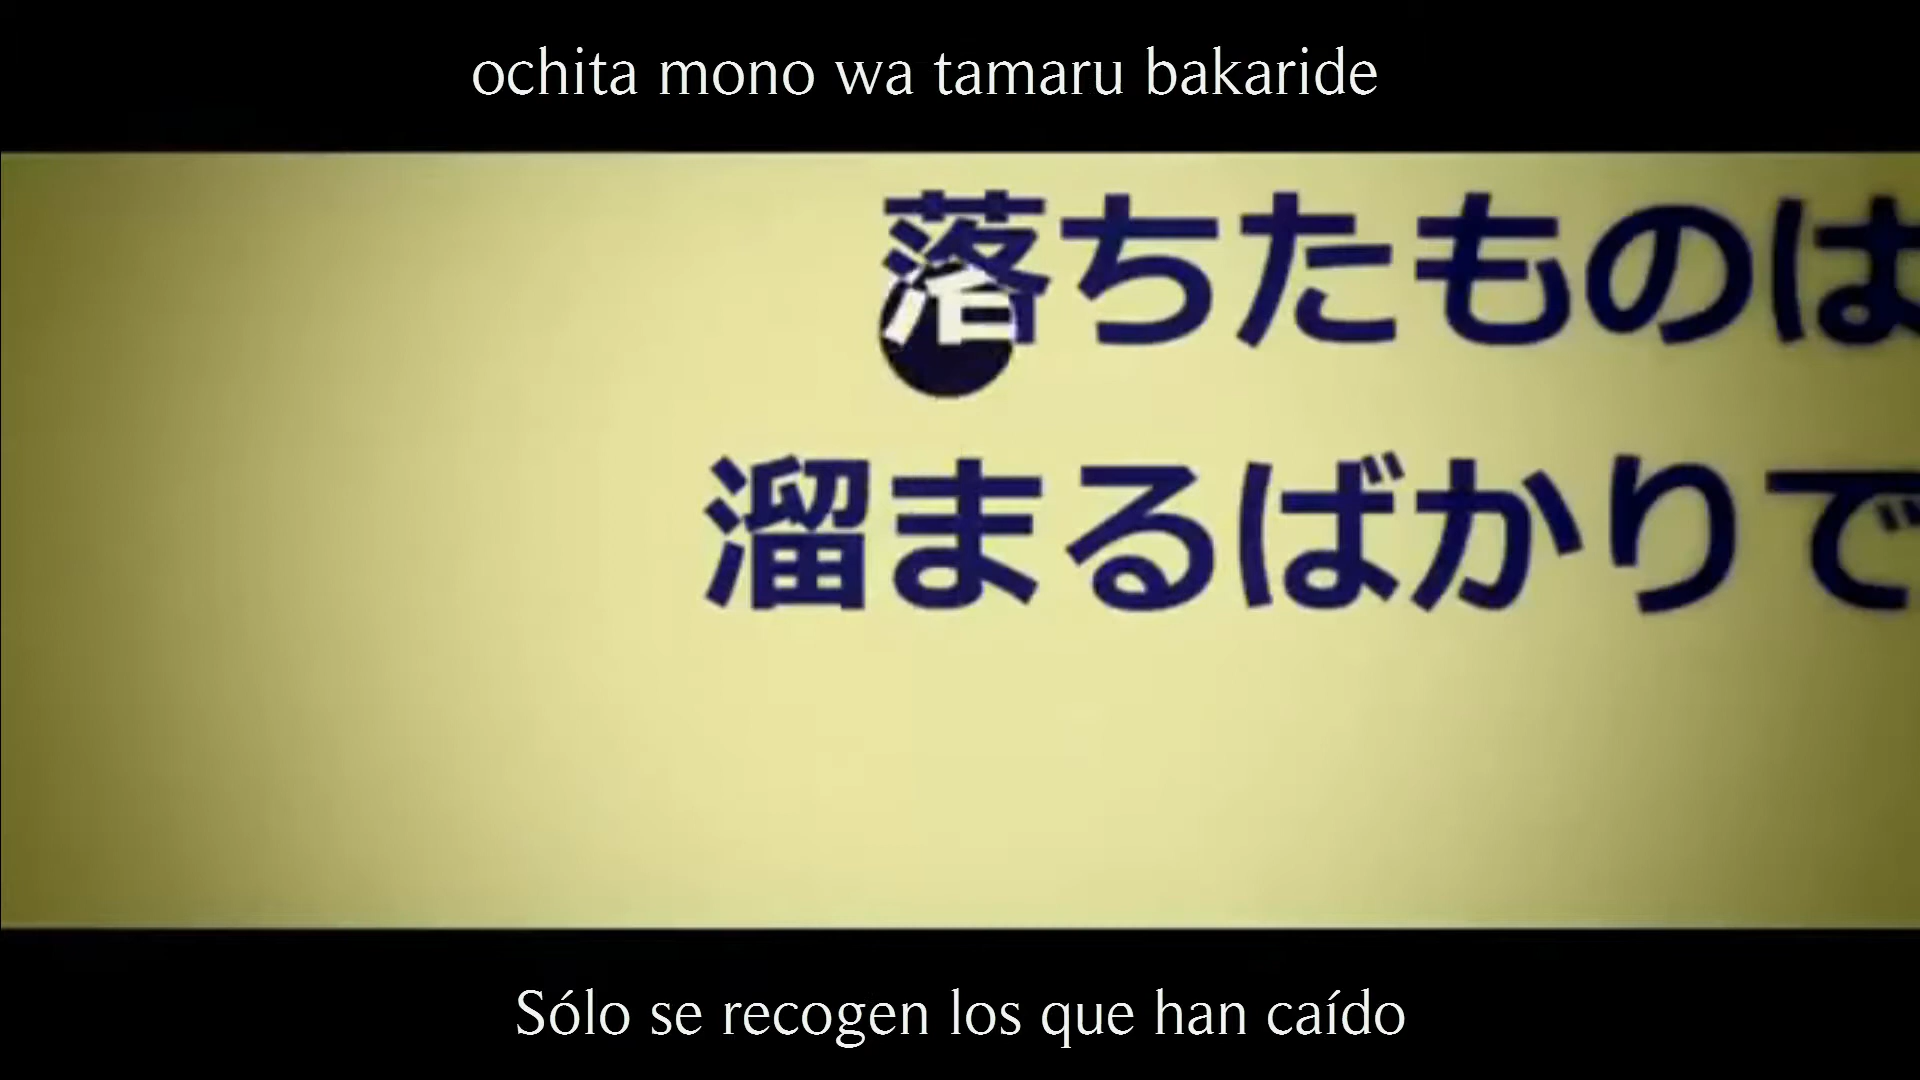 ochita mono wa tamaru bakaride
落ちたものは
溜まるばかりで
Sólo se recogen los que han caído